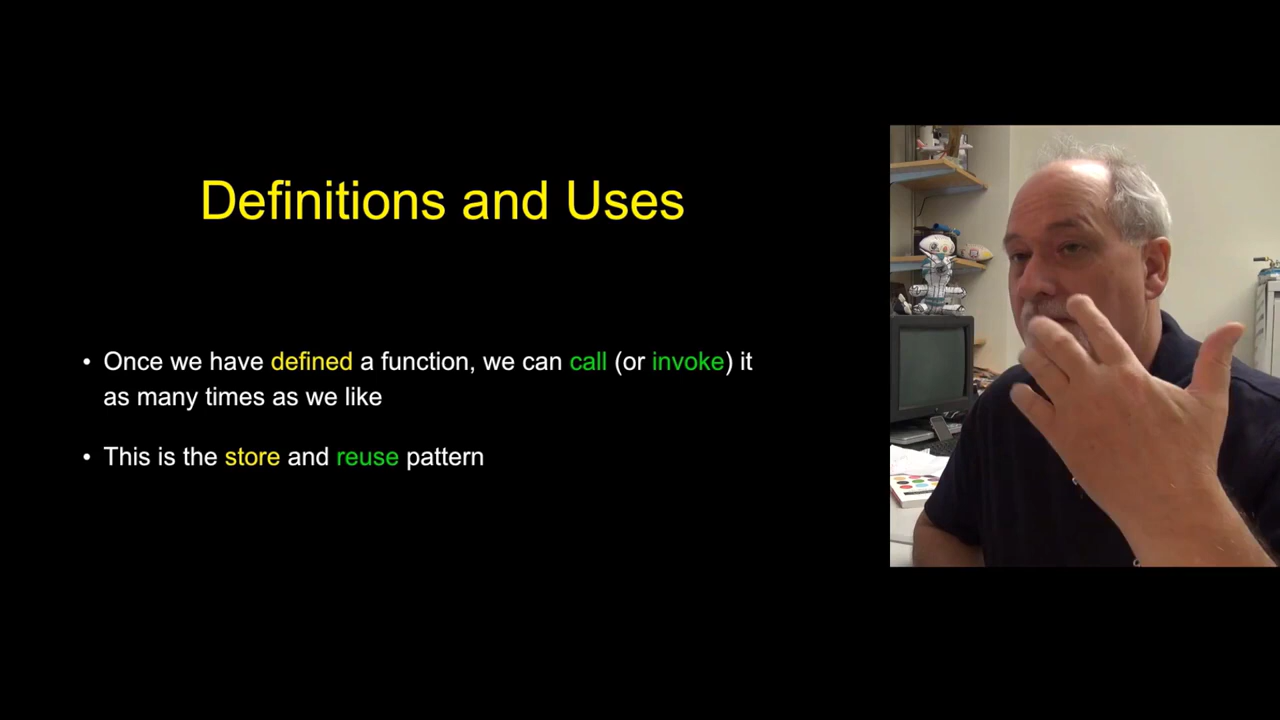 Definitions and Uses
• Once we have defined a function, we can call (or invoke) it
as many times as we like
• This is the store and reuse pattern